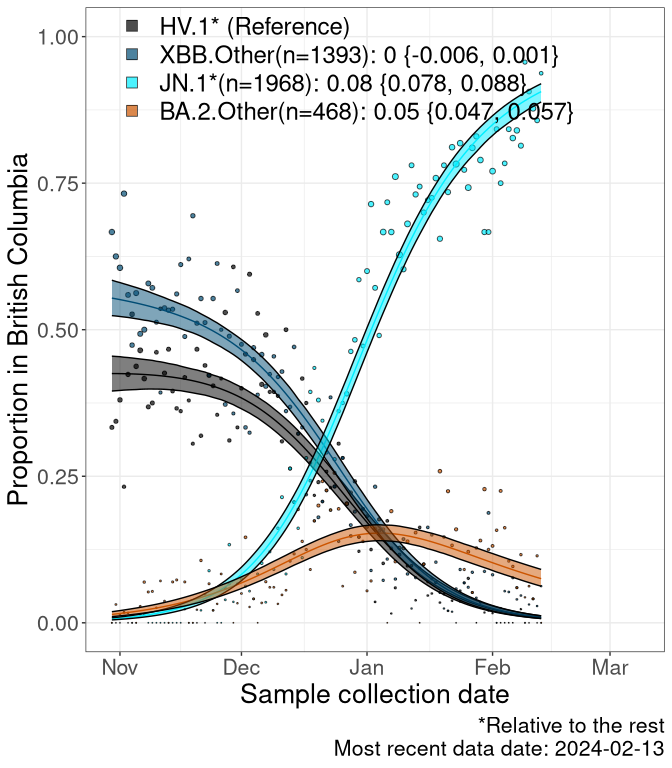 HV.1* (Reference)
XBB.Other(n=1393): 0 {-0.006, 0.001}
JN.1*(n=1968): 0.08 {0.078, 0.088}
BA.2.Other(n=468): 0.05 {0.047, 0.057}
1.00
0.75
0.50
0.25
0.00
Proportion in British Columbia
Nov Dec Jan Feb Mar
Sample collection date
*Relative to the rest
Most recent data date: 2024-02-13